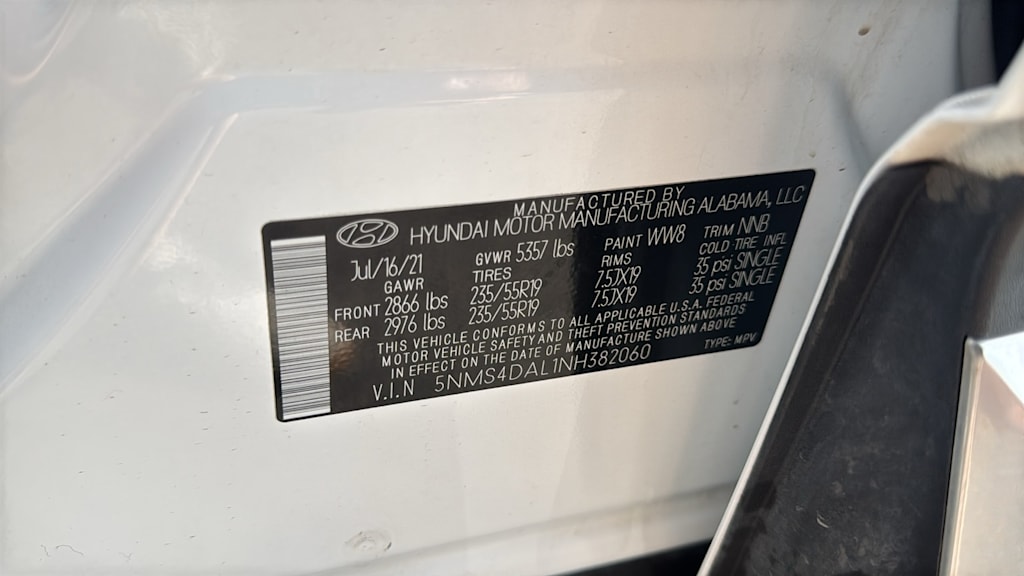 MANUFACTURED BY
HYUNDAI MOTOR MANUFACTURING ALABAMA, LLC
Jul/16/21 GVWR 5357 lbs PAINT WW8 TRIM NNB
GAWR TIRES RIMS COLD TIRE INFL
FRONT 2866 lbs 235/55R19 7.5JX19 35 psi SINGLE
REAR 2976 lbs 235/55R19 7.5JX19 35 psi SINGLE
THIS VEHICLE CONFORMS TO ALL APPLICABLE U.S.A. FEDERAL
MOTOR VEHICLE SAFETY AND THEFT PREVENTION STANDARDS
IN EFFECT ON THE DATE OF MANUFACTURE SHOWN ABOVE
V.I.N 5NMS4DAL1NH382060 TYPE: MPV